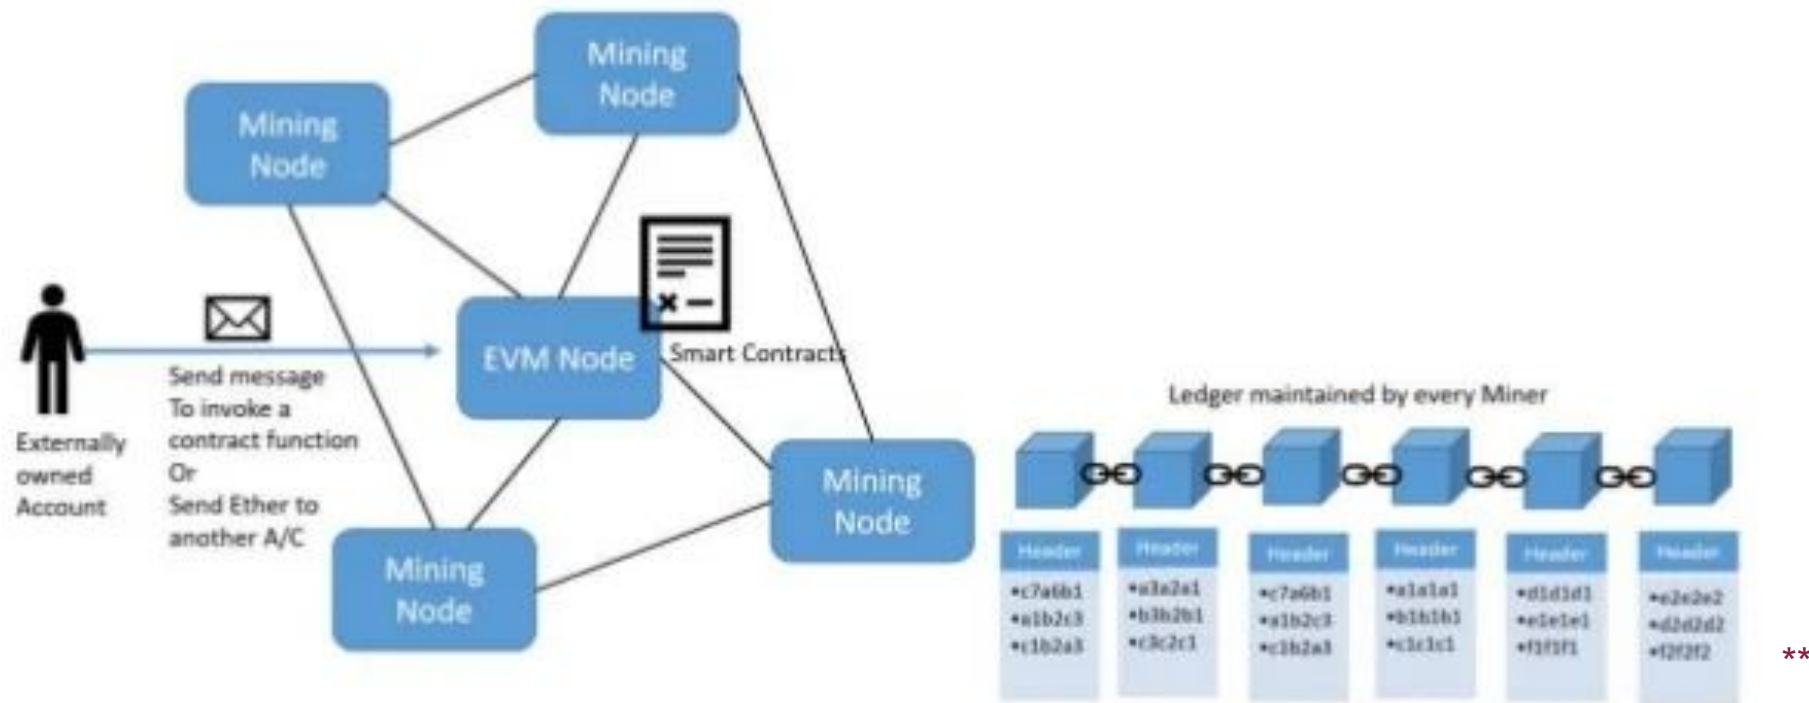 Mining
Node
Mining
Node
EVM Node
Smart Contracts
Send message
To invoke a
contract function
Or
Send Ether to
another A/C
Externally
owned
Account
Mining
Node
Mining
Node
Ledger maintained by every Miner
Header
•c7a6b1
•a1b2c3
•c1b2a3
Header
•a3a2a1
•b3b2b1
•c3c2c1
Header
•c7a6b1
•a1b2c3
•c1b2a3
Header
•a1a1a1
•b1b1b1
•c1c1c1
Header
•d1d1d1
•e1e1e1
•f1f1f1
Header
•e2e2e2
•d2d2d2
•f2f2f2
**